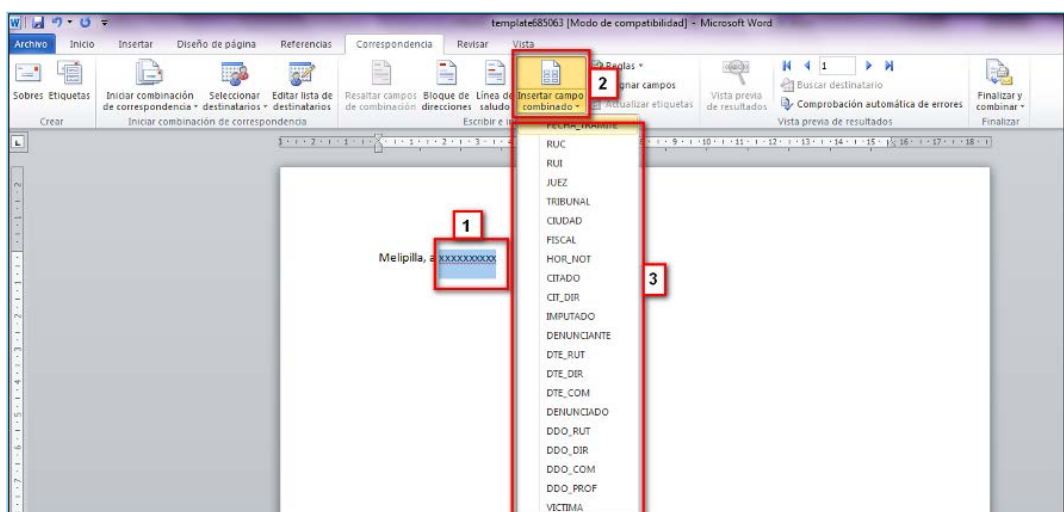 template685063 [Modo de compatibilidad] - Microsoft Word
Archivo Inicio Insertar Diseño de página Referencias Correspondencia Revisar Vista
Sobres Etiquetas
Iniciar combinación de correspondencia
Seleccionar destinatarios
Editar lista de destinatarios
Resaltar campos de combinación
Bloque de direcciones
Línea de saludo
Insertar campo combinado
2
Reglas
Asignar campos
Actualizar etiquetas
Vista previa de resultados
1
Buscar destinatario
Comprobación automática de errores
Finalizar y combinar
Crear
Iniciar combinación de correspondencia
Escribir e
Vista previa de resultados
Finalizar
FECHA_TRAMITE
RUC
RUI
JUEZ
TRIBUNAL
CIUDAD
FISCAL
HOR_NOT
CITADO
CIT_DIR
IMPUTADO
DENUNCIANTE
DTE_RUT
DTE_DIR
DTE_COM
DENUNCIADO
DDO_RUT
DDO_DIR
DDO_COM
DDO_PROF
VICTIMA
1
Melipilla, a xxxxxxxxxx
3